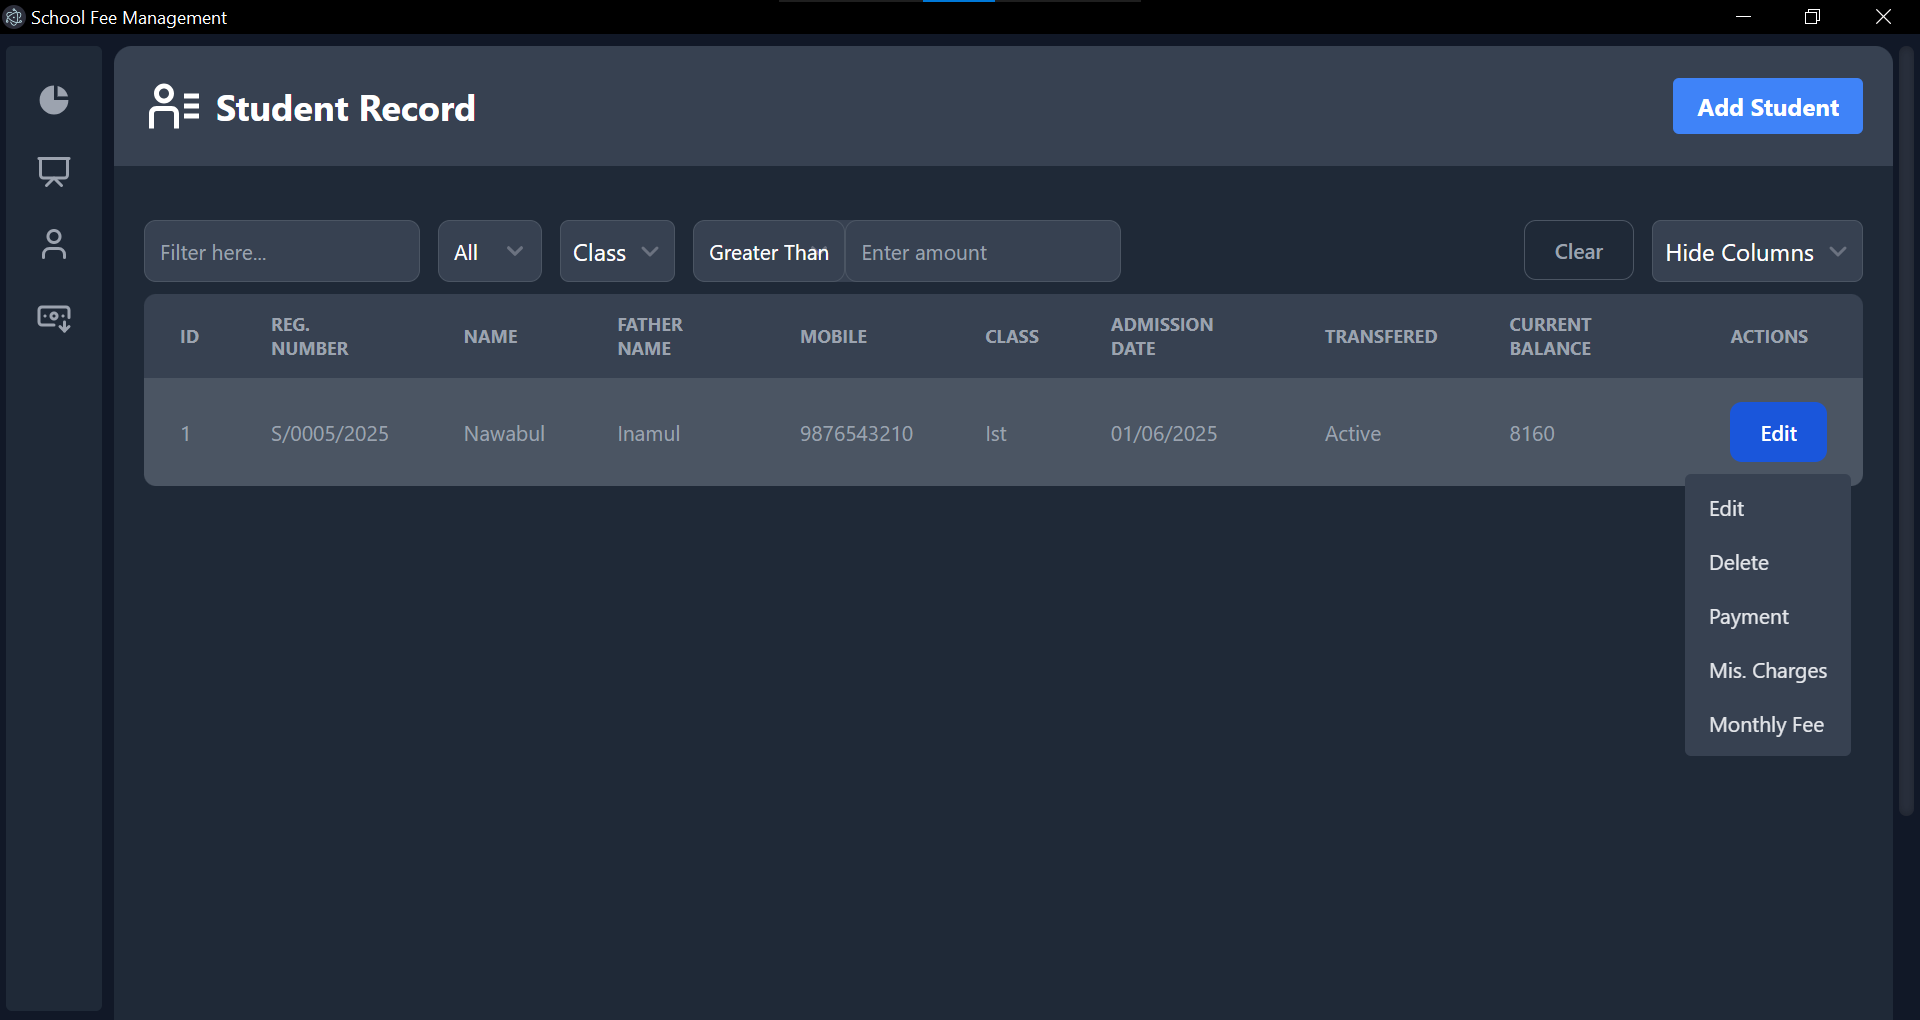 School Fee Management
Student Record
Add Student
Filter here...
All
Class
Greater Than
Enter amount
Clear
Hide Columns
ID
REG. NUMBER
NAME
FATHER NAME
MOBILE
CLASS
ADMISSION DATE
TRANSFERED
CURRENT BALANCE
ACTIONS
1
S/0005/2025
Nawabul
Inamul
9876543210
Ist
01/06/2025
Active
8160
Edit
Edit
Delete
Payment
Mis. Charges
Monthly Fee